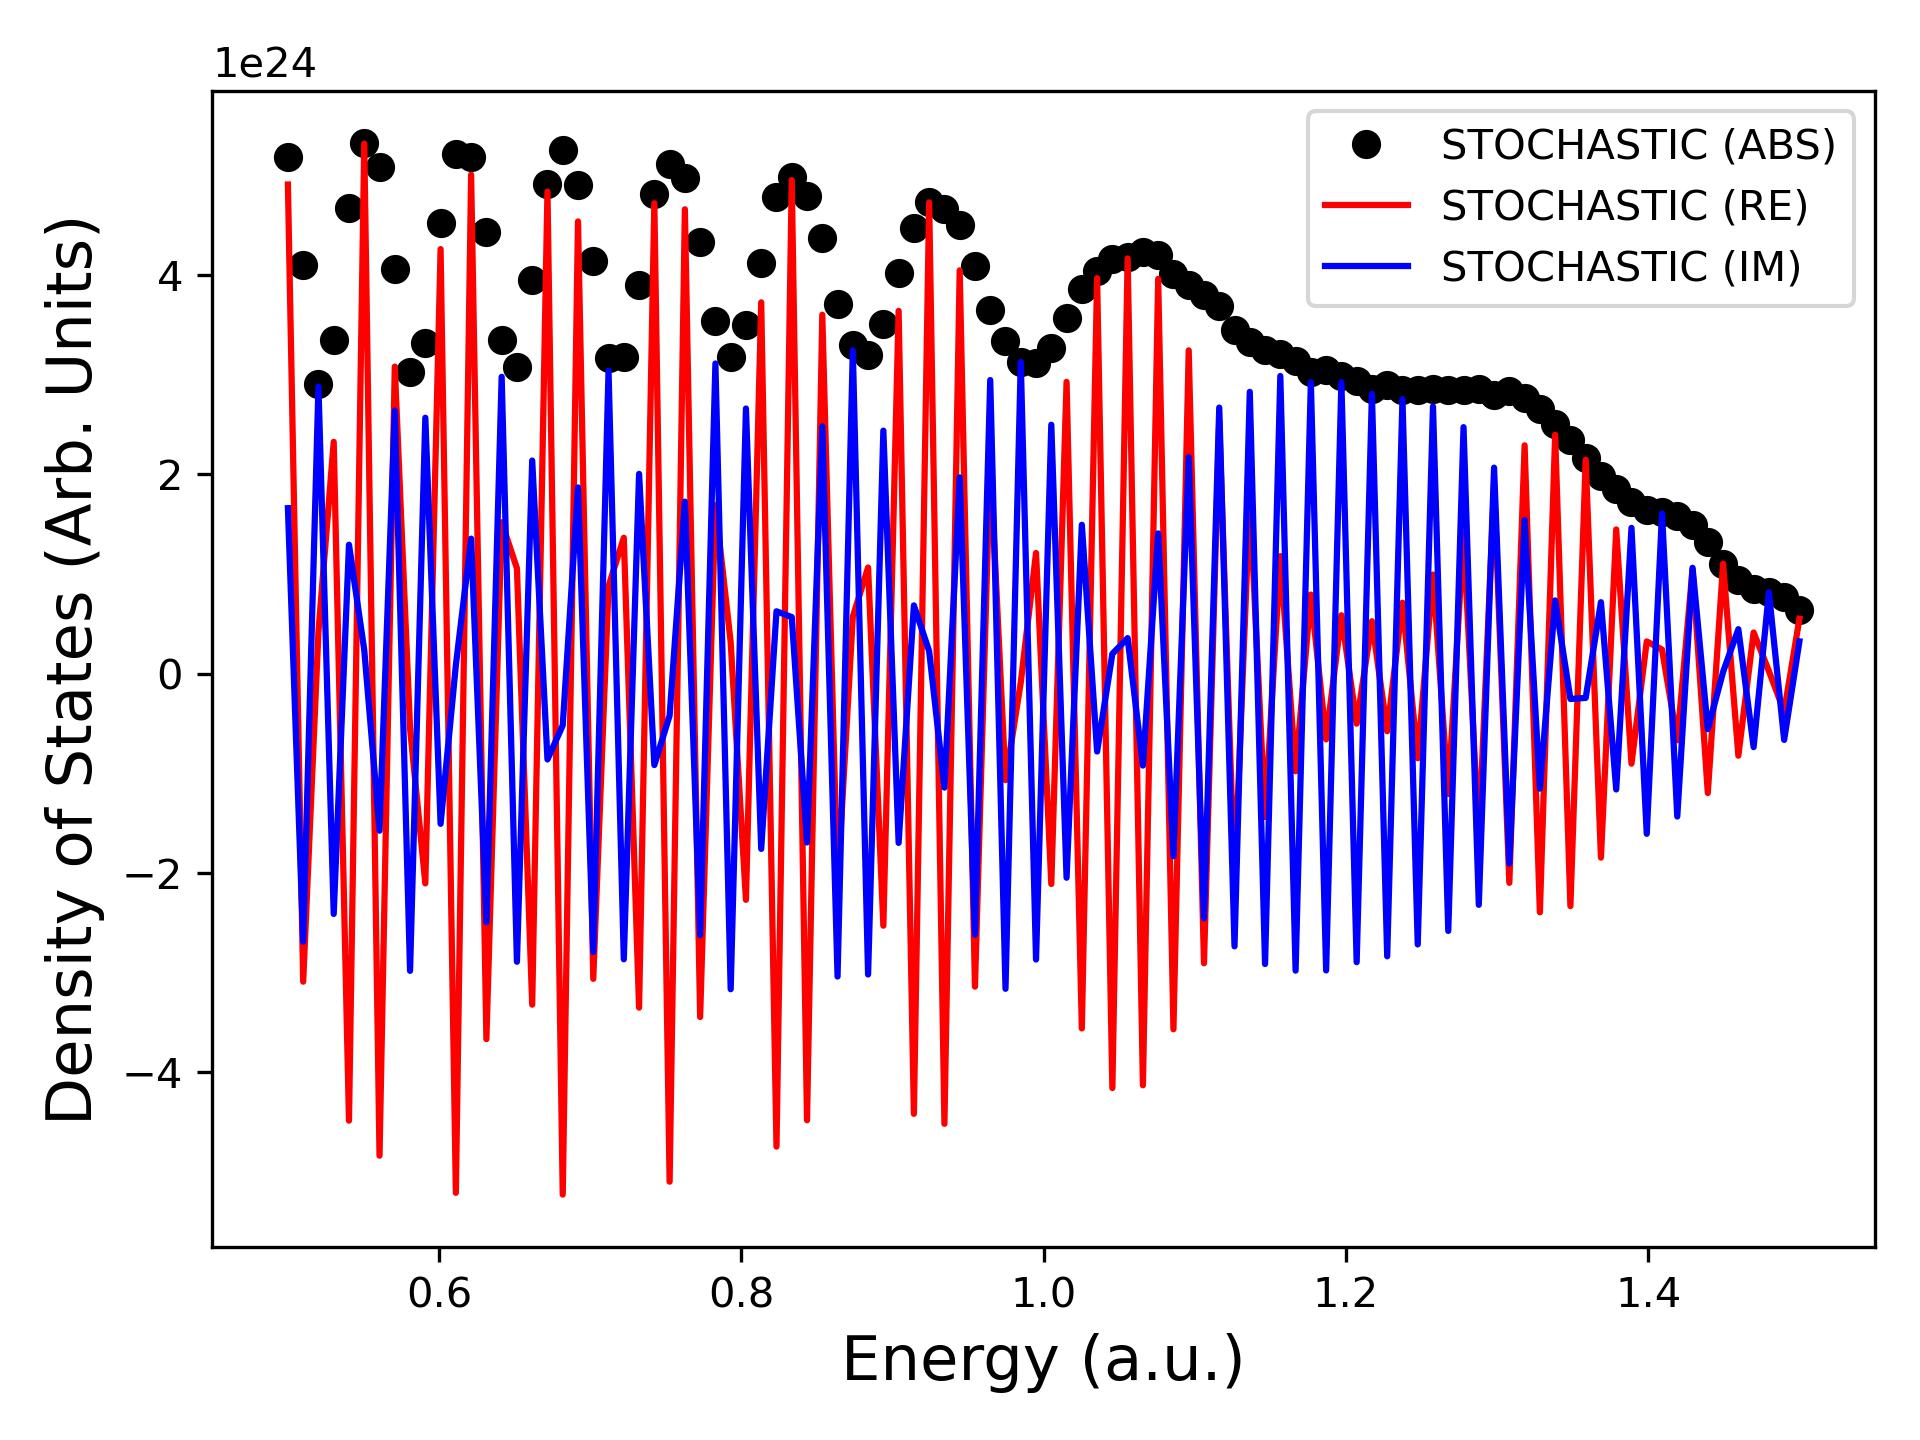 1e24
STOCHASTIC (ABS)
STOCHASTIC (RE)
STOCHASTIC (IM)
Density of States (Arb. Units)
4
2
0
−2
−4
0.6 0.8 1.0 1.2 1.4
Energy (a.u.)